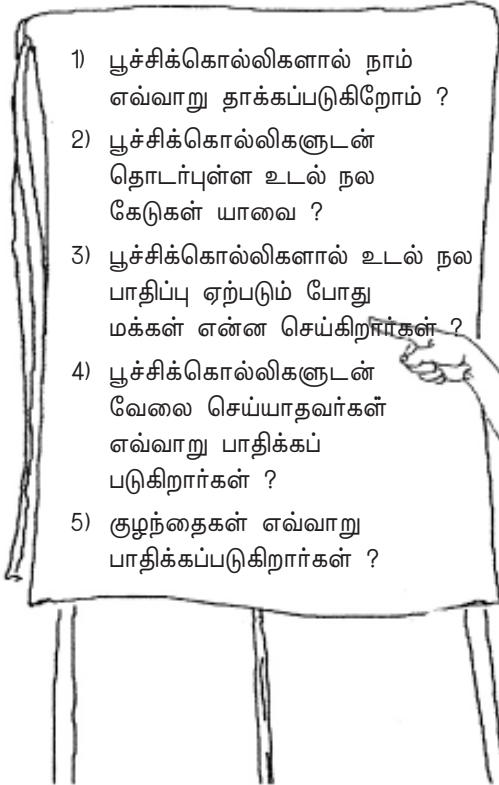 1) பூச்சிக்கொல்லிகளால் நாம்
எவ்வாறு தாக்கப்படுகிறோம் ?
2) பூச்சிக்கொல்லிகளுடன்
தொடர்புள்ள உடல் நல
கேடுகள் யாவை ?
3) பூச்சிக்கொல்லிகளால் உடல் நல
பாதிப்பு ஏற்படும் போது
மக்கள் என்ன செய்கிறார்கள் ?
4) பூச்சிக்கொல்லிகளுடன்
வேலை செய்யாதவர்கள்
எவ்வாறு பாதிக்கப்
படுகிறார்கள் ?
5) குழந்தைகள் எவ்வாறு
பாதிக்கப்படுகிறார்கள் ?